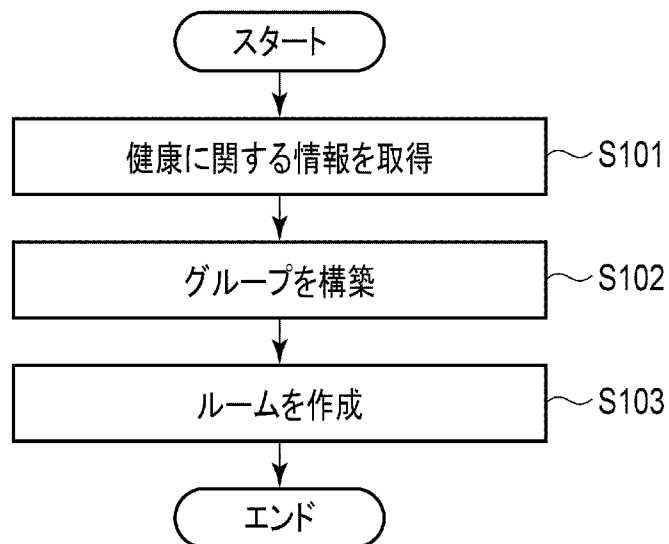 スタート
健康に関する情報を取得 S101
グループを構築 S102
ルームを作成 S103
エンド